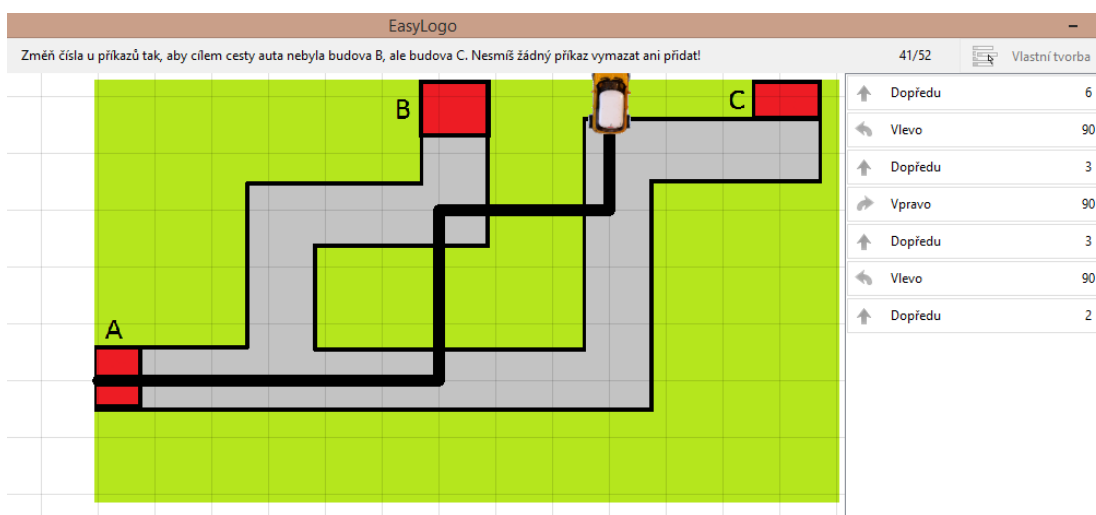 EasyLogo
Změň čísla u příkazů tak, aby cílem cesty auta nebyla budova B, ale budova C. Nesmíš žádný příkaz vymazat ani přidat!
41/52
Vlastní tvorba
B
C
A
Dopředu 6
Vlevo 90
Dopředu 3
Vpravo 90
Dopředu 3
Vlevo 90
Dopředu 2